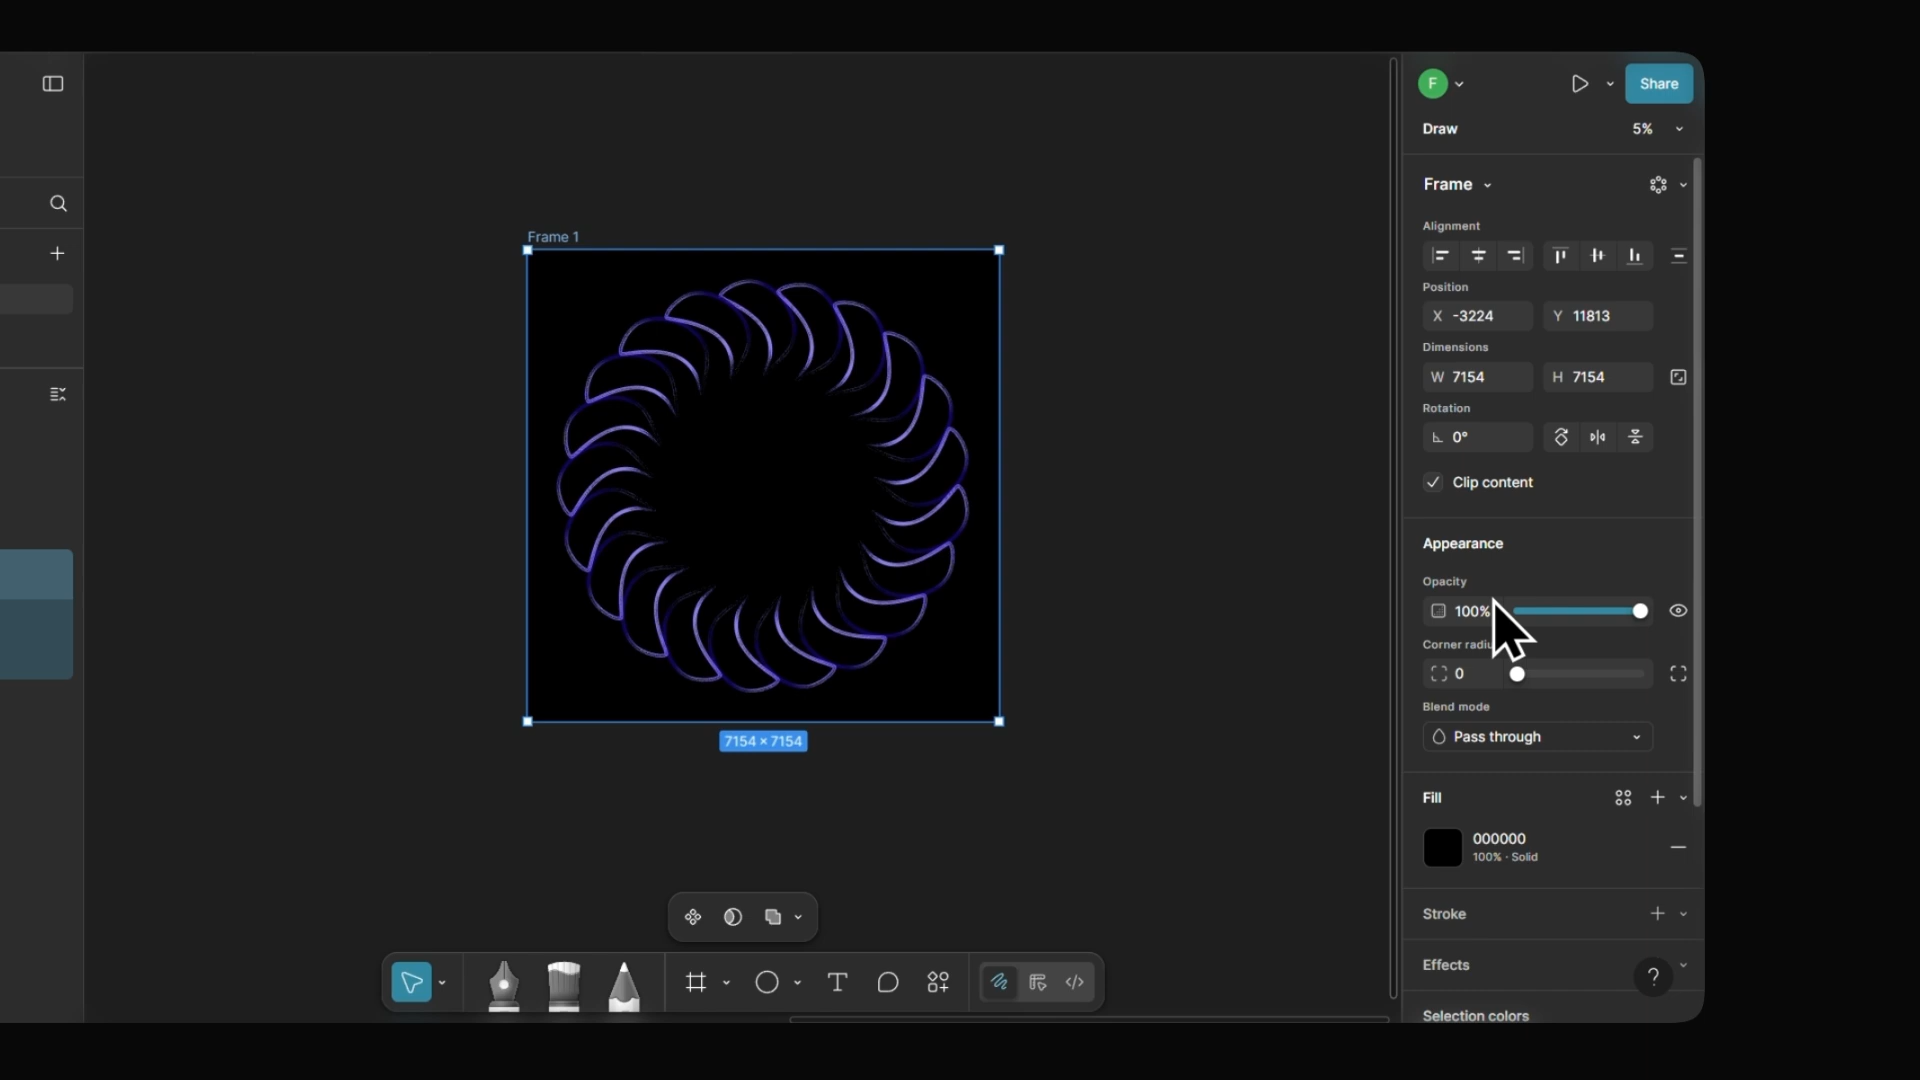 F
Share
Draw
5%
Frame
Alignment
Position
X -3224
Y 11813
Dimensions
W 7154
H 7154
Rotation
0°
Clip content
Appearance
Opacity
100%
Corner
0
Blend mode
Pass through
Fill
000000
100% · Solid
Stroke
Effects
?
Selection colors
Frame 1
7154 × 7154
T